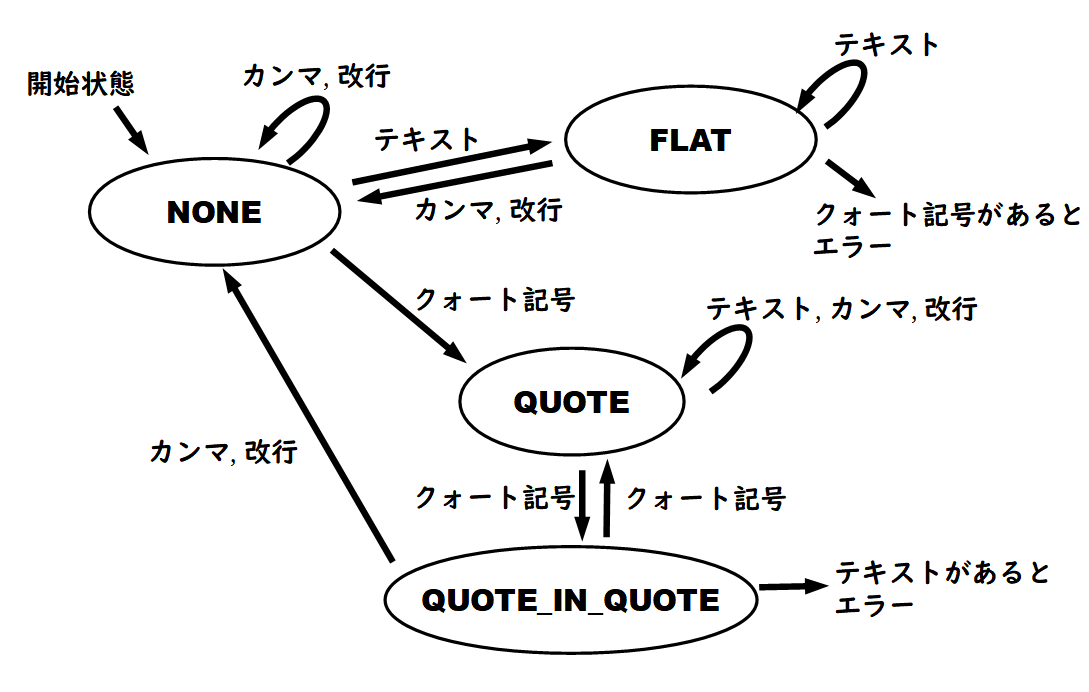 テキスト
開始状態
カンマ, 改行
テキスト
FLAT
NONE
カンマ, 改行
クォート記号があると
エラー
クォート記号
テキスト, カンマ, 改行
QUOTE
カンマ, 改行
クォート記号
クォート記号
QUOTE_IN_QUOTE
テキストがあると
エラー